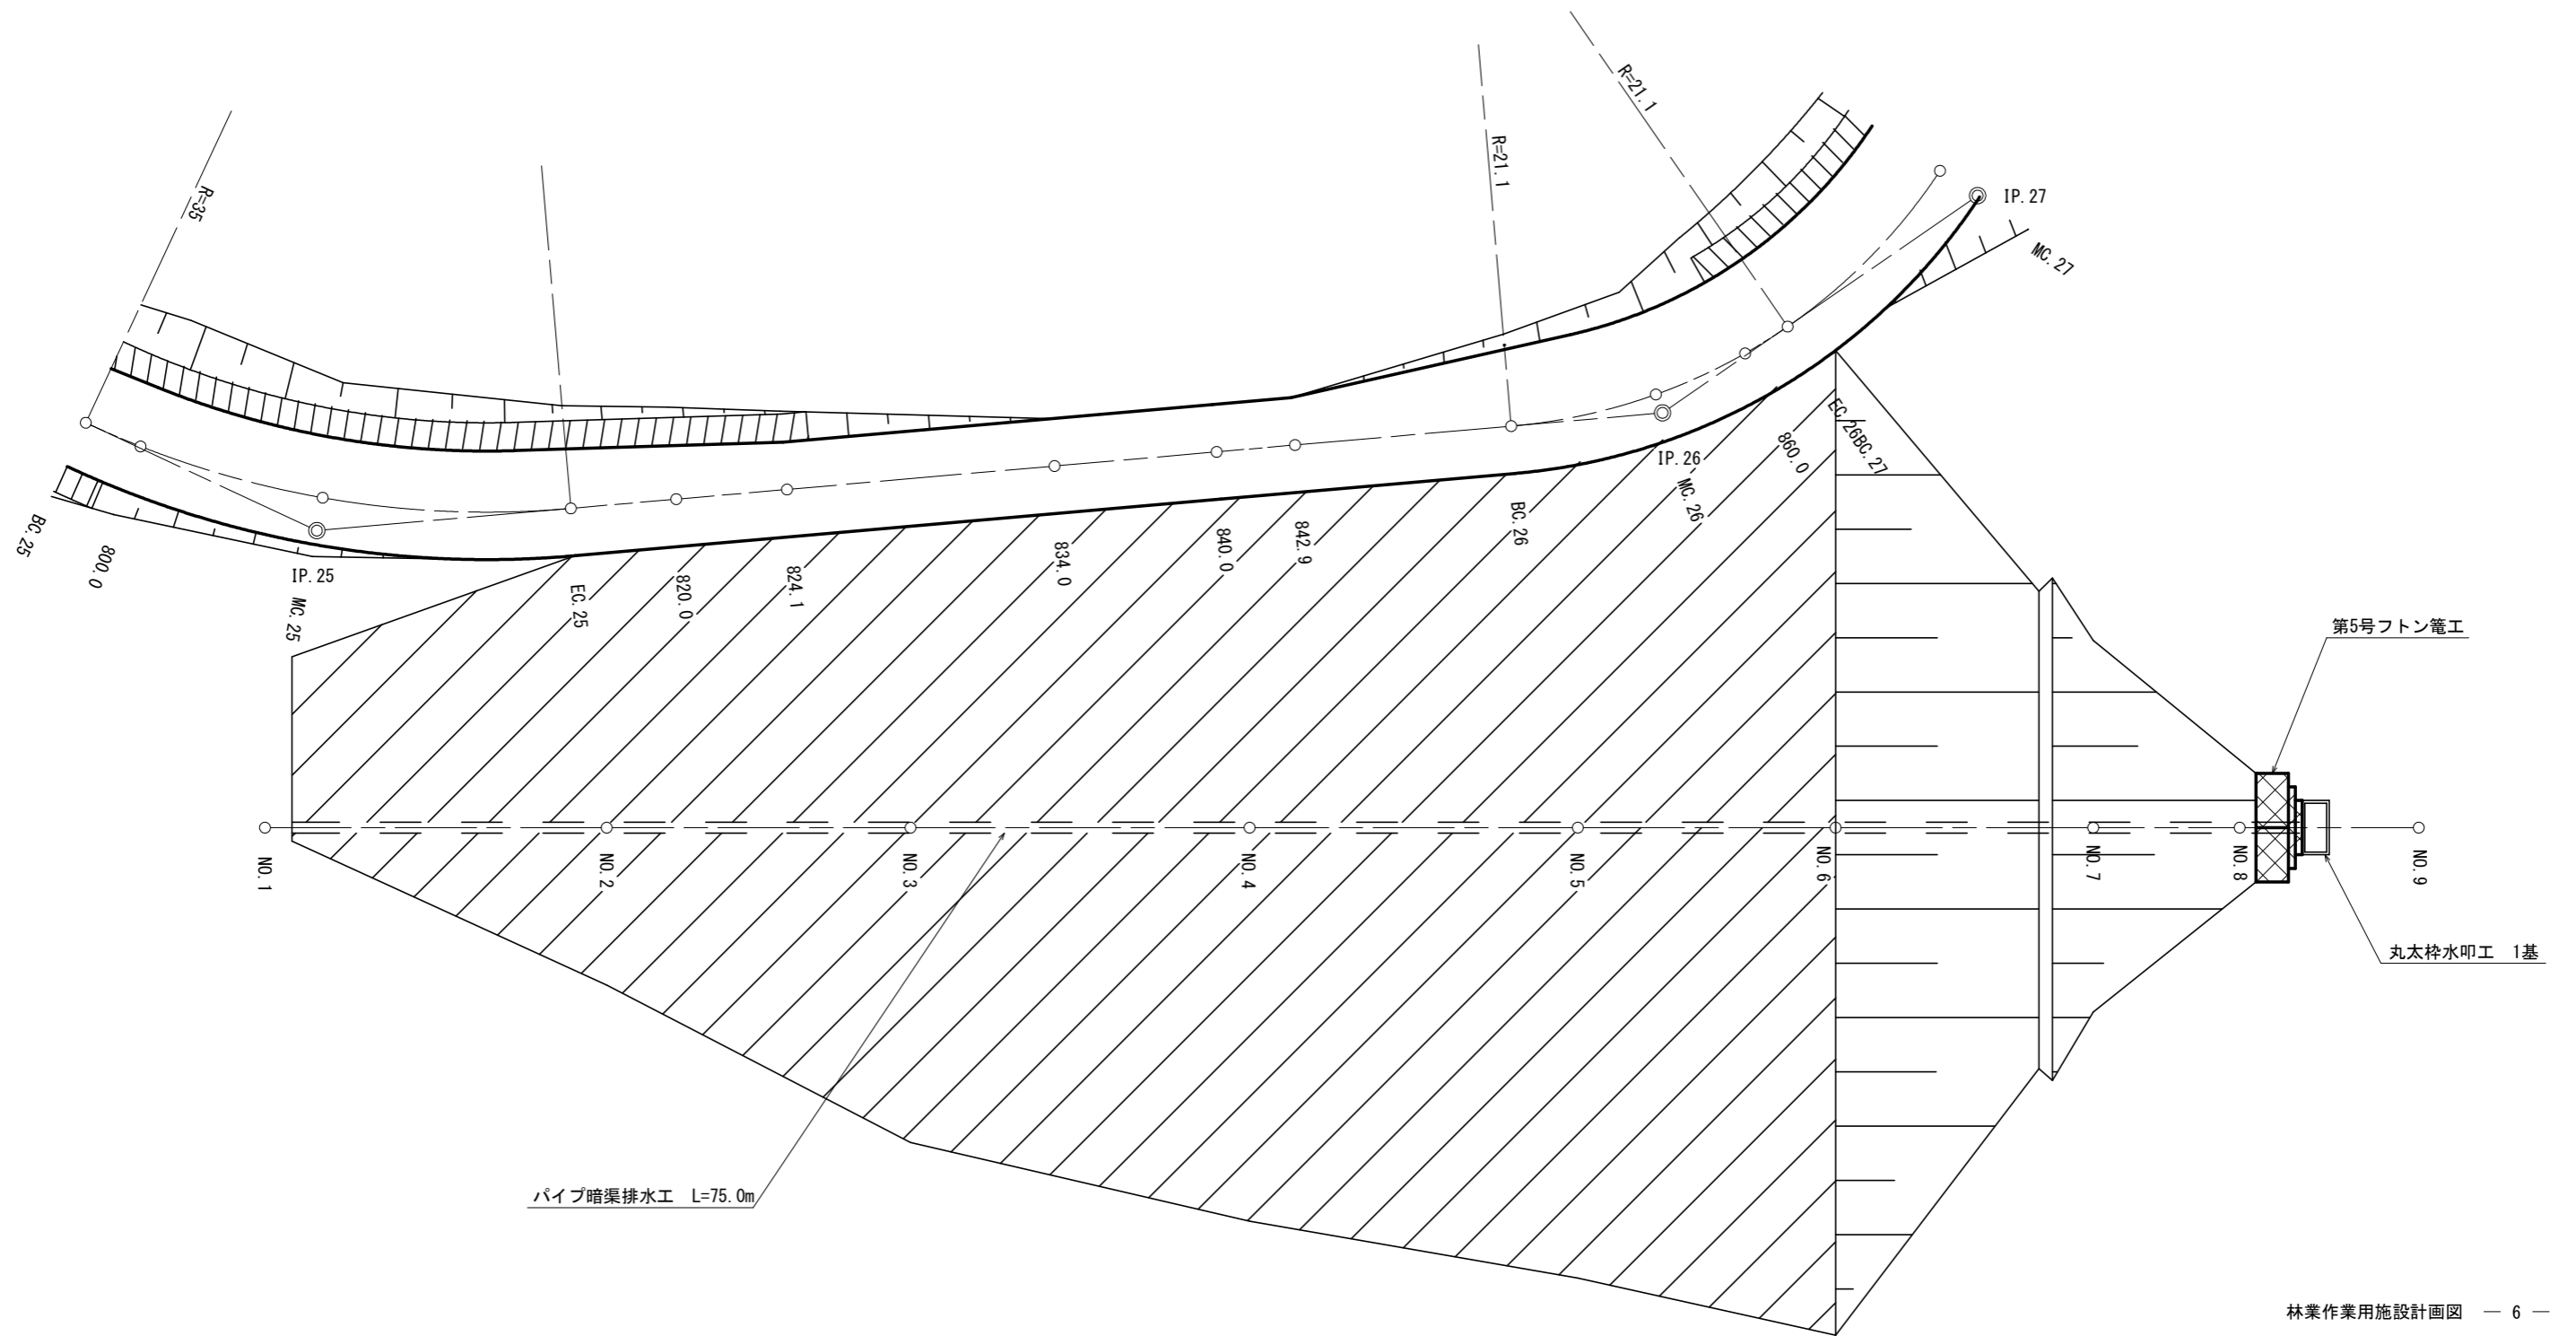 R=35
R=21.1
R=21.1
IP.27
MC.27
BC.25
800.0
IP.25
MC.25
EC.25
820.0
824.1
834.0
840.0
842.9
BC.26
IP.26
MC.26
860.0
EC.26BC.27
第5号フトン篭工
NO.1
NO.2
NO.3
NO.4
NO.5
NO.6
NO.7
NO.8
NO.9
丸太枠水叩工 1基
パイプ暗渠排水工 L=75.0m
林業作業用施設計画図 ― 6 ―